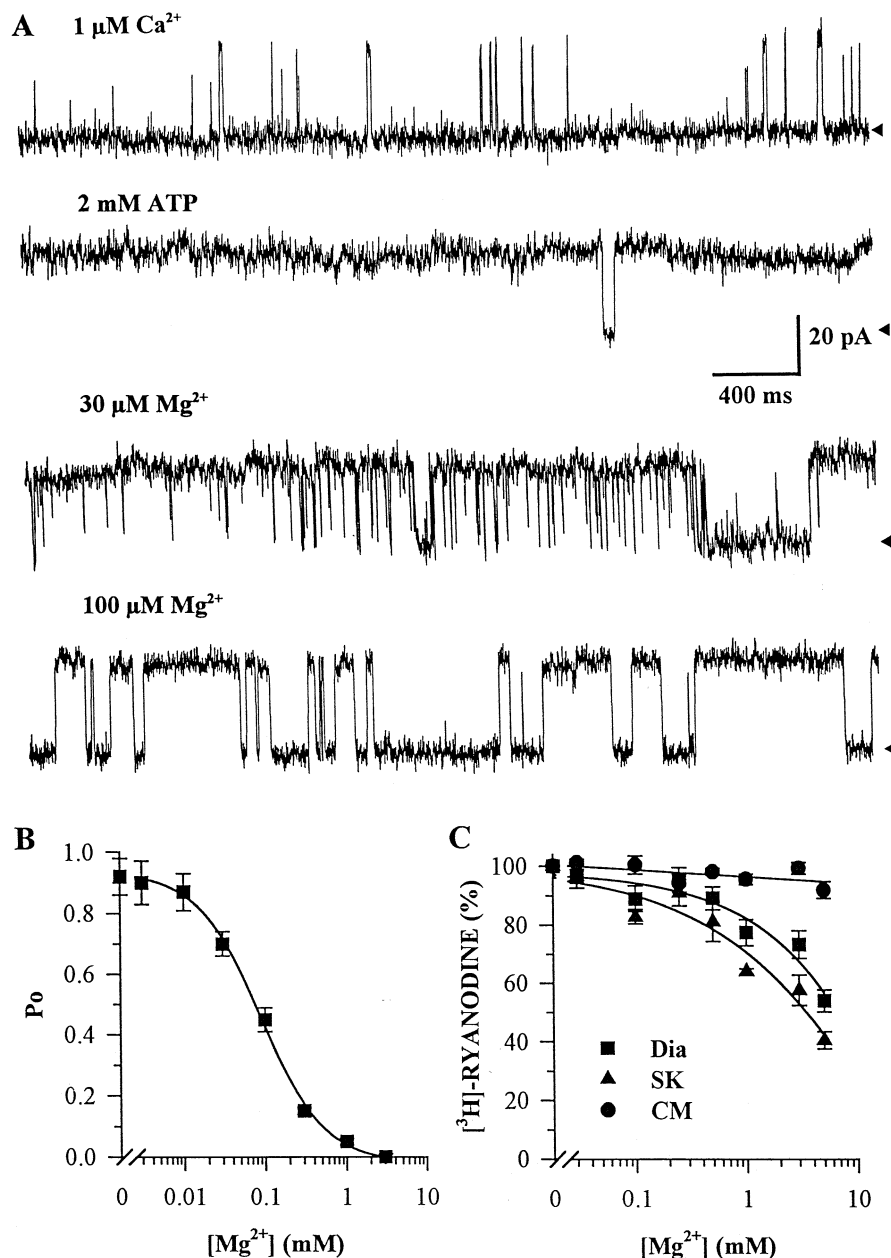 A
1 µM Ca²⁺
2 mM ATP
20 pA
400 ms
30 µM Mg²⁺
100 µM Mg²⁺
B
1.0
0.8
0.6
0.4
0.2
0.0
Po
0 0.01 0.1 1 10
[Mg²⁺] (mM)
C
100
80
60
40
20
0
[³H]-RYANODINE (%)
Dia
SK
CM
0 0.1 1 10
[Mg²⁺] (mM)